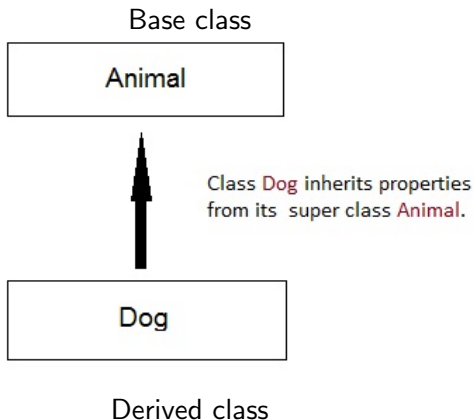 Base class
Animal
Class Dog inherits properties
from its super class Animal.
Dog
Derived class